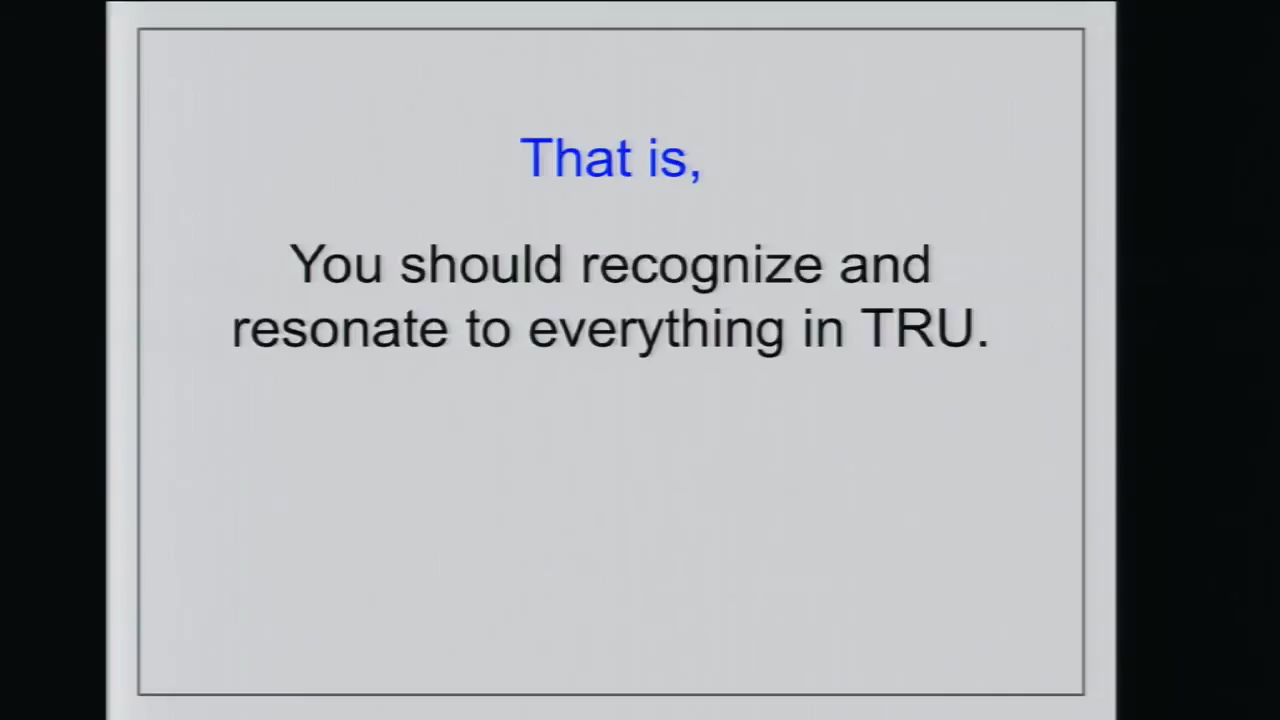 That is,
You should recognize and
resonate to everything in TRU.